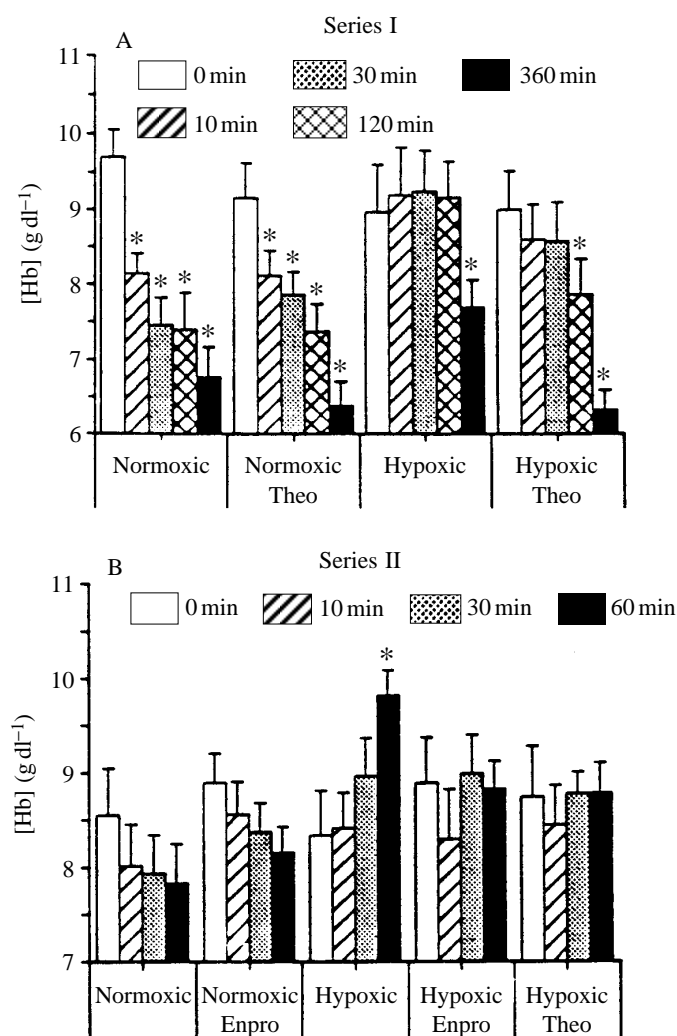 Series I
A
0 min 30 min 360 min
10 min 120 min
11
10
9
8
7
6
[Hb] (g dl⁻¹)
* * * *
* * * *
*
* *
Normoxic Normoxic Hypoxic Hypoxic
Theo Theo
Series II
B
0 min 10 min 30 min 60 min
11
10
9
8
7
[Hb] (g dl⁻¹)
*
Normoxic Normoxic Hypoxic Hypoxic Hypoxic
Enpro Enpro Theo